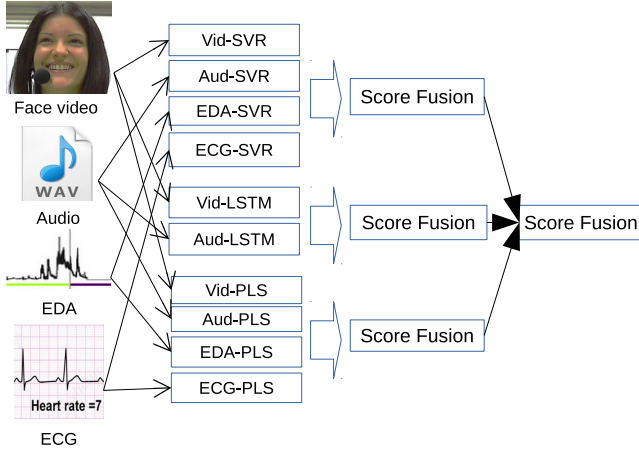 Face video
WAV
Audio
EDA
Heart rate =7
ECG
Vid-SVR
Aud-SVR
EDA-SVR
ECG-SVR
Vid-LSTM
Aud-LSTM
Vid-PLS
Aud-PLS
EDA-PLS
ECG-PLS
Score Fusion
Score Fusion
Score Fusion
Score Fusion